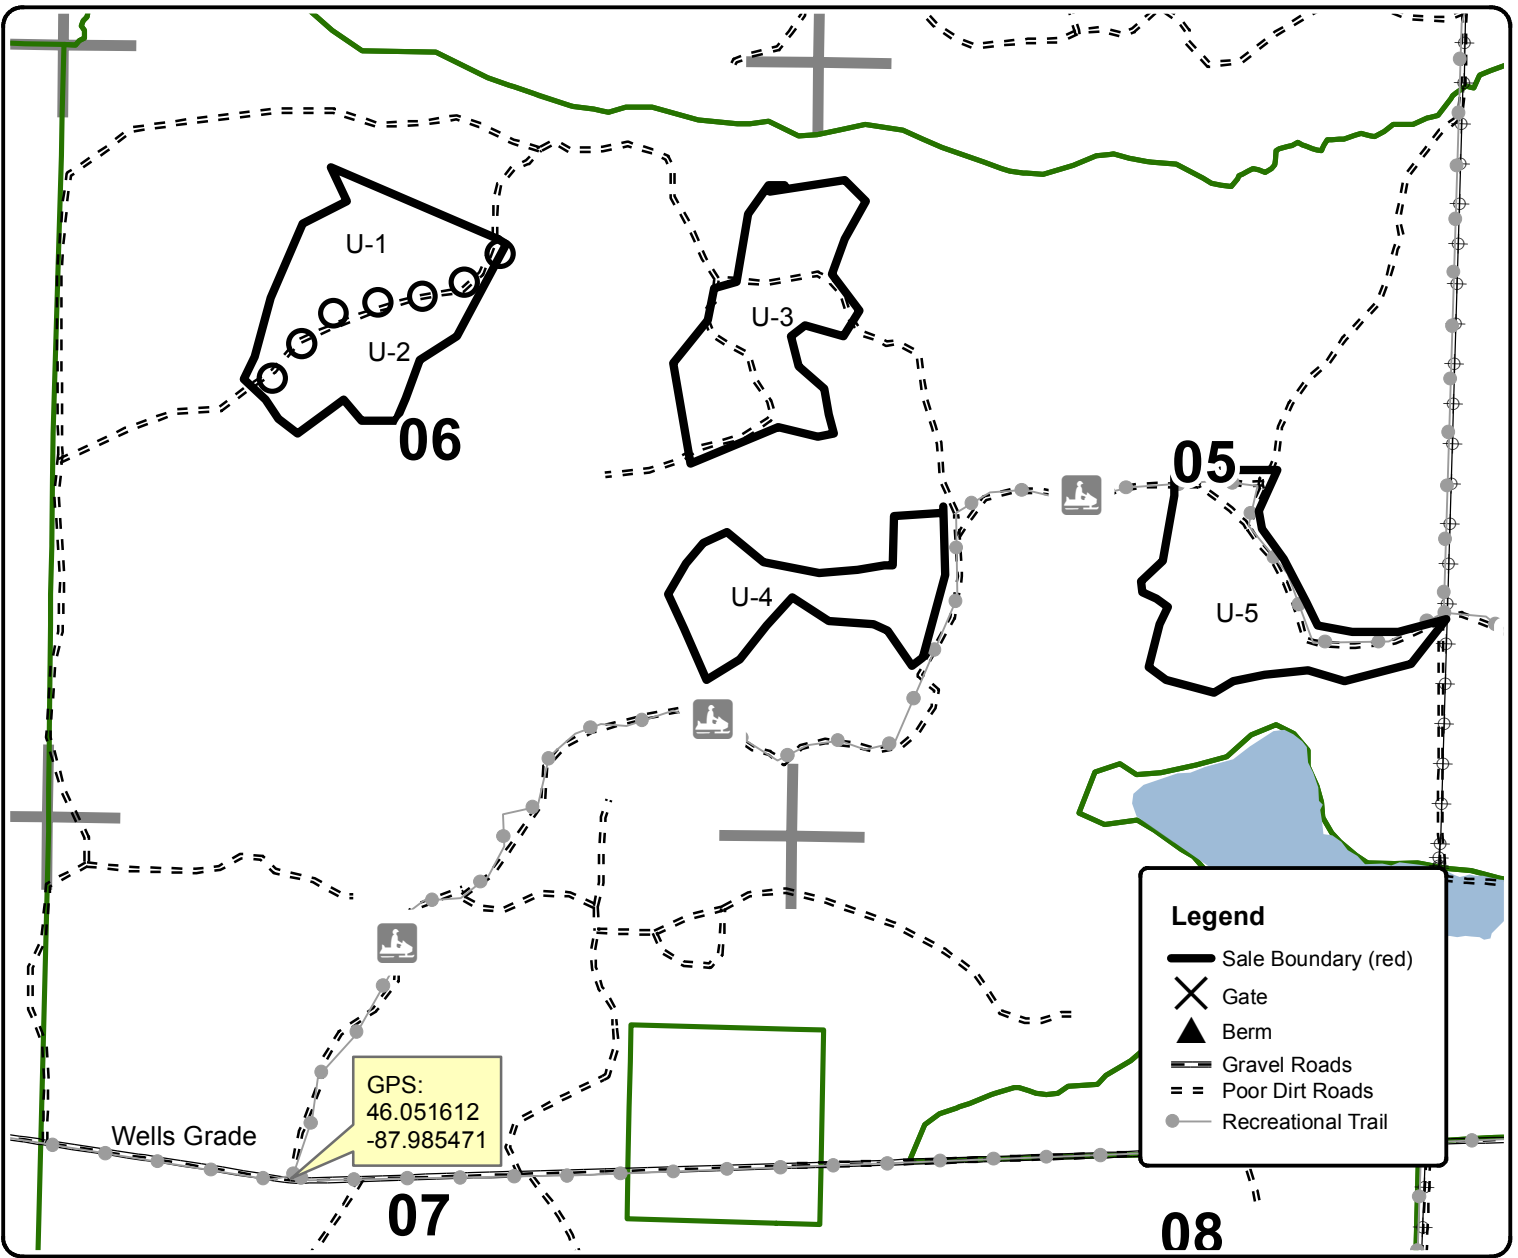 U-1
U-3
U-2
06
05
U-4
U-5
Legend
Sale Boundary (red)
Gate
Berm
Gravel Roads
Poor Dirt Roads
Recreational Trail
GPS:
46.051612
-87.985471
Wells Grade
07
08